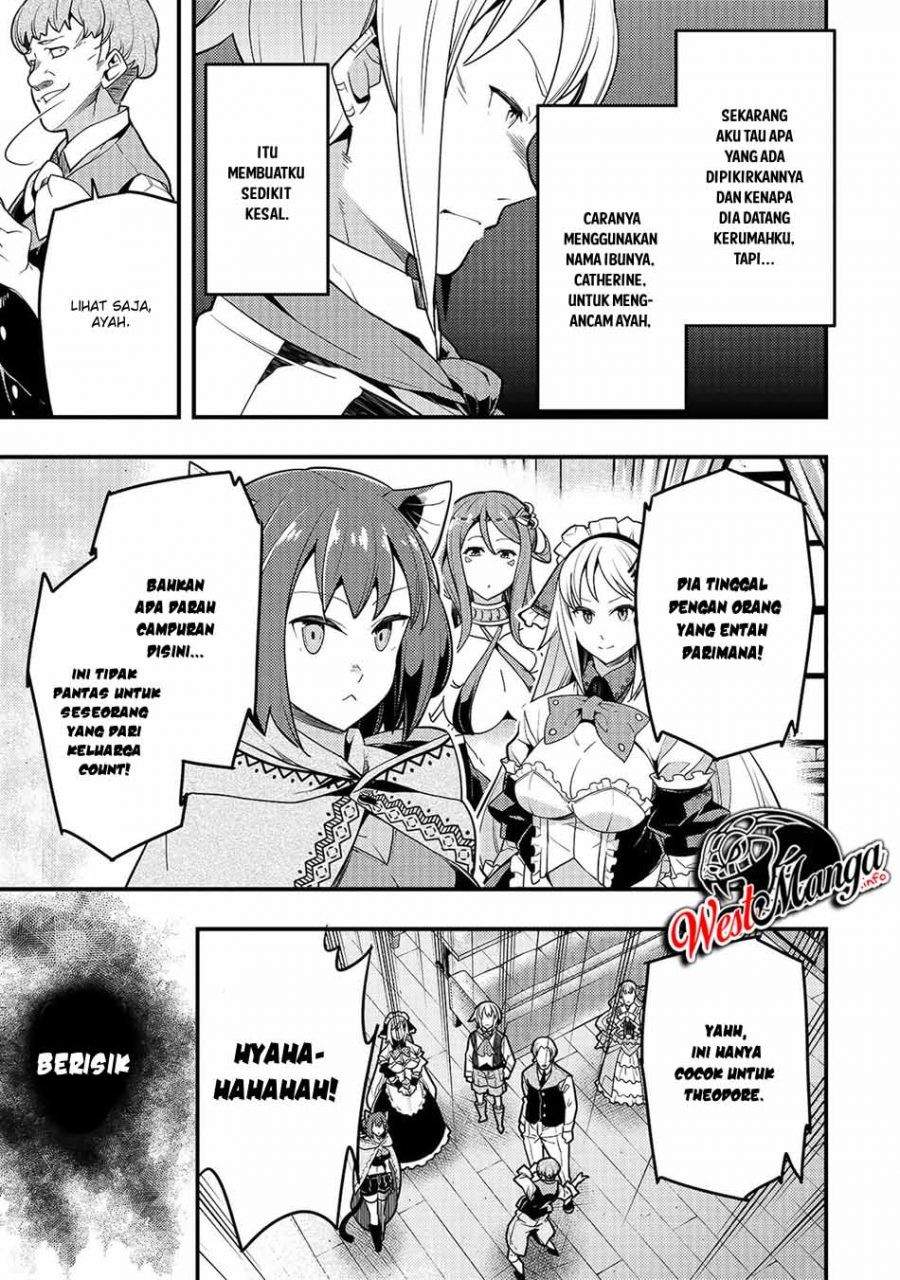 SEKARANG
AKU TAU APA
YANG ADA
DIPIKIRKANNYA
DAN KENAPA
DIA DATANG
KERUMAHKU,
TAPI...
CARANYA
MENGGUNAKAN
NAMA IBUNYA,
CATHERINE,
UNTUK MENG-
ANCAM AYAH,
ITU
MEMBUATKU
SEDIKIT
KESAL.
LIHAT SAJA,
AYAH.
DIA TINGGAL
DENGAN ORANG
YANG ENTAH
DARIMANA!
BAHKAN
ADA DARAH
CAMPURAN
DISINI...
INI TIDAK
PANTAS UNTUK
SESEORANG
YANG DARI
KELUARGA
COUNT!
WestManga
.info
YAHH,
INI HANYA
COCOK UNTUK
THEODORE.
HYAHA-
HAHAHAH!
BERISIK